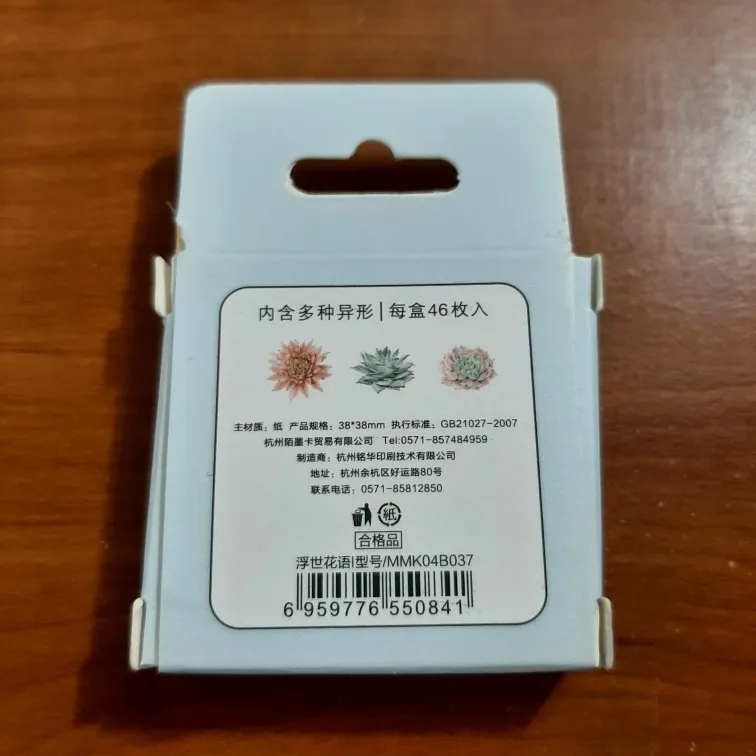 内含多种异形|每盒46枚入
主材质：纸 产品规格：38*38mm 执行标准：GB21027-2007
杭州陌墨卡贸易有限公司 Tel:0571-857484959
制造商：杭州铭华印刷技术有限公司
地址：杭州余杭区好运路80号
联系电话：0571-85812850
紙
合格品
浮世花语|型号/MMK04B037
6 959776 550841